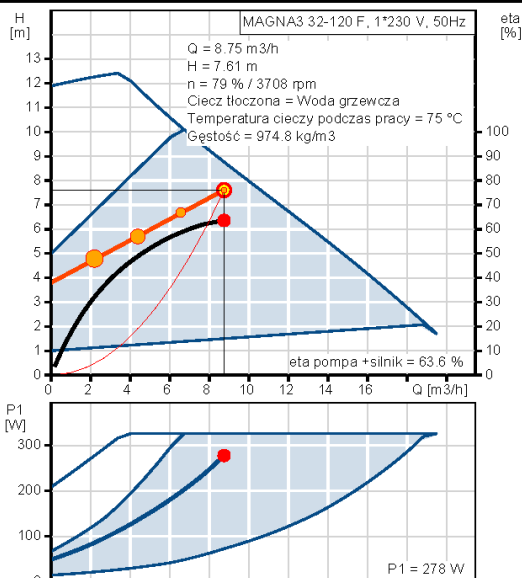 H
[m]
MAGNA3 32-120 F, 1*230 V, 50Hz
eta
[%]
Q = 8.75 m3/h
H = 7.61 m
n = 79 % / 3708 rpm
Ciecz tłoczona = Woda grzewcza
Temperatura cieczy podczas pracy = 75 °C
Gęstość = 974.8 kg/m3
13
12
11
10
9
8
7
6
5
4
3
2
1
0
100
90
80
70
60
50
40
30
20
10
0
eta pompa +silnik = 63.6 %
0
2
4
6
8
10
12
14
16
Q [m3/h]
P1
[W]
300
200
100
P1 = 278 W